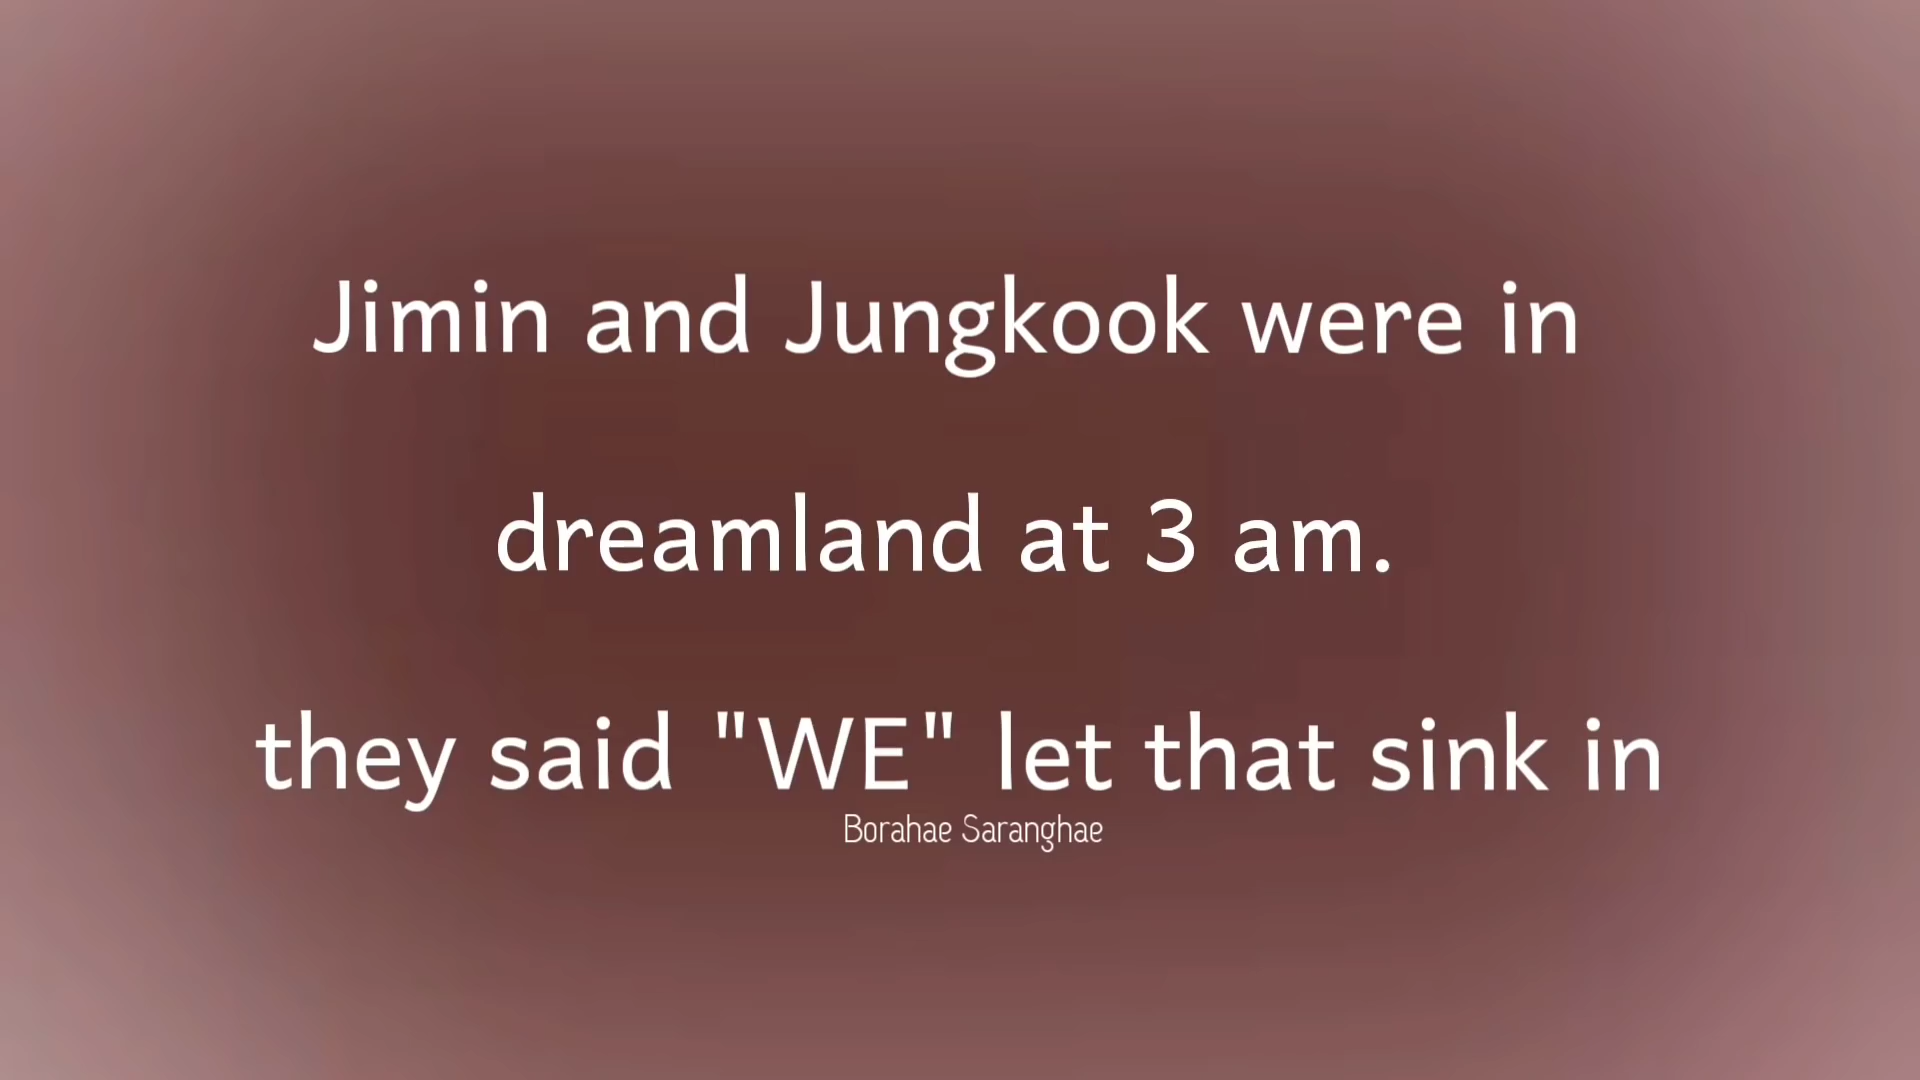 Jimin and Jungkook were in
dreamland at 3 am.
they said "WE" let that sink in
Borahae Saranghae